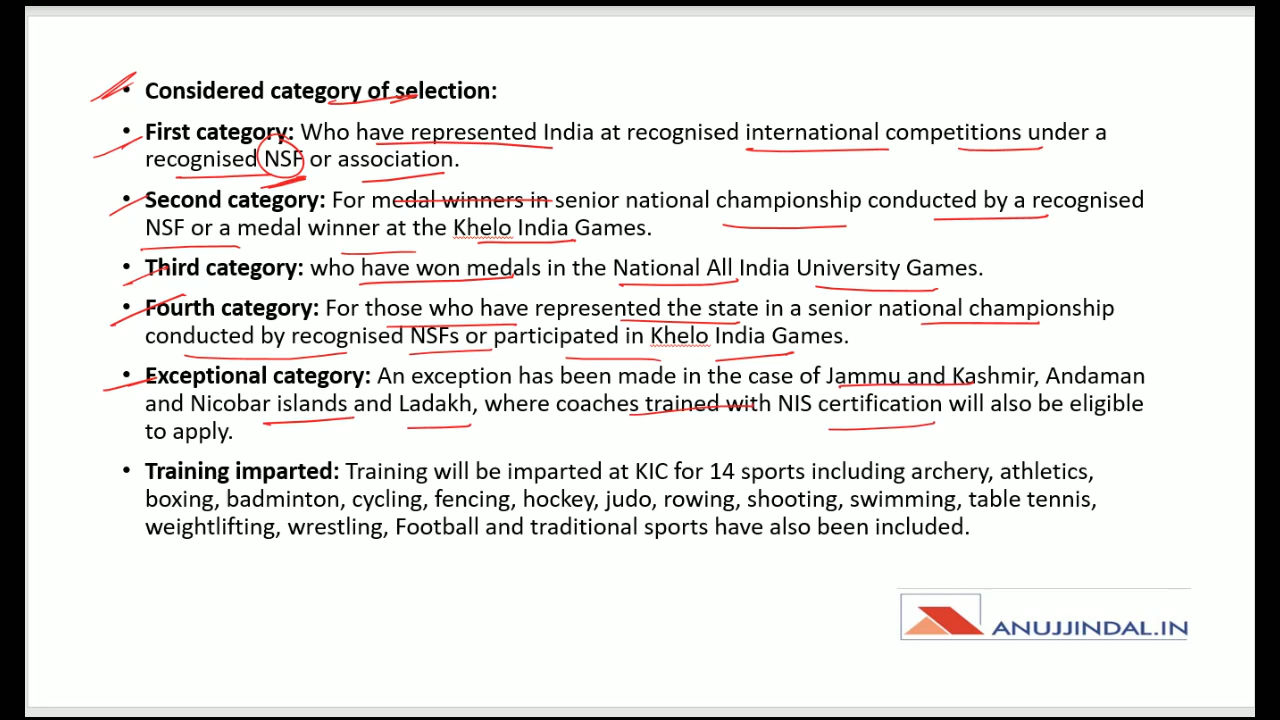 • Considered category of selection:
• First category: Who have represented India at recognised international competitions under a
recognised NSF or association.
• Second category: For medal winners in senior national championship conducted by a recognised
NSF or a medal winner at the Khelo India Games.
• Third category: who have won medals in the National All India University Games.
• Fourth category: For those who have represented the state in a senior national championship
conducted by recognised NSFs or participated in Khelo India Games.
• Exceptional category: An exception has been made in the case of Jammu and Kashmir, Andaman
and Nicobar islands and Ladakh, where coaches trained with NIS certification will also be eligible
to apply.
• Training imparted: Training will be imparted at KIC for 14 sports including archery, athletics,
boxing, badminton, cycling, fencing, hockey, judo, rowing, shooting, swimming, table tennis,
weightlifting, wrestling, Football and traditional sports have also been included.
ANUJJINDAL.IN